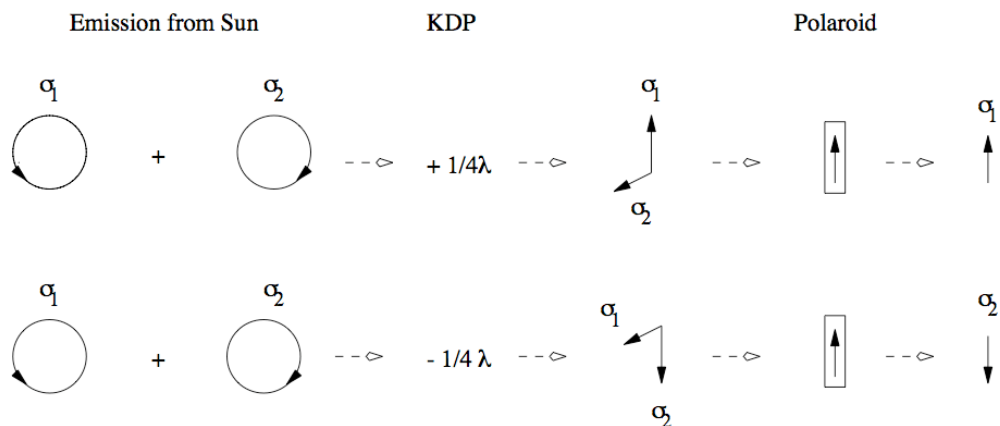 Emission from Sun KDP Polaroid
σ1 σ2 σ1 σ1
+ + 1/4λ
σ2
σ1 σ2 σ1 σ2
+ - 1/4 λ
σ2